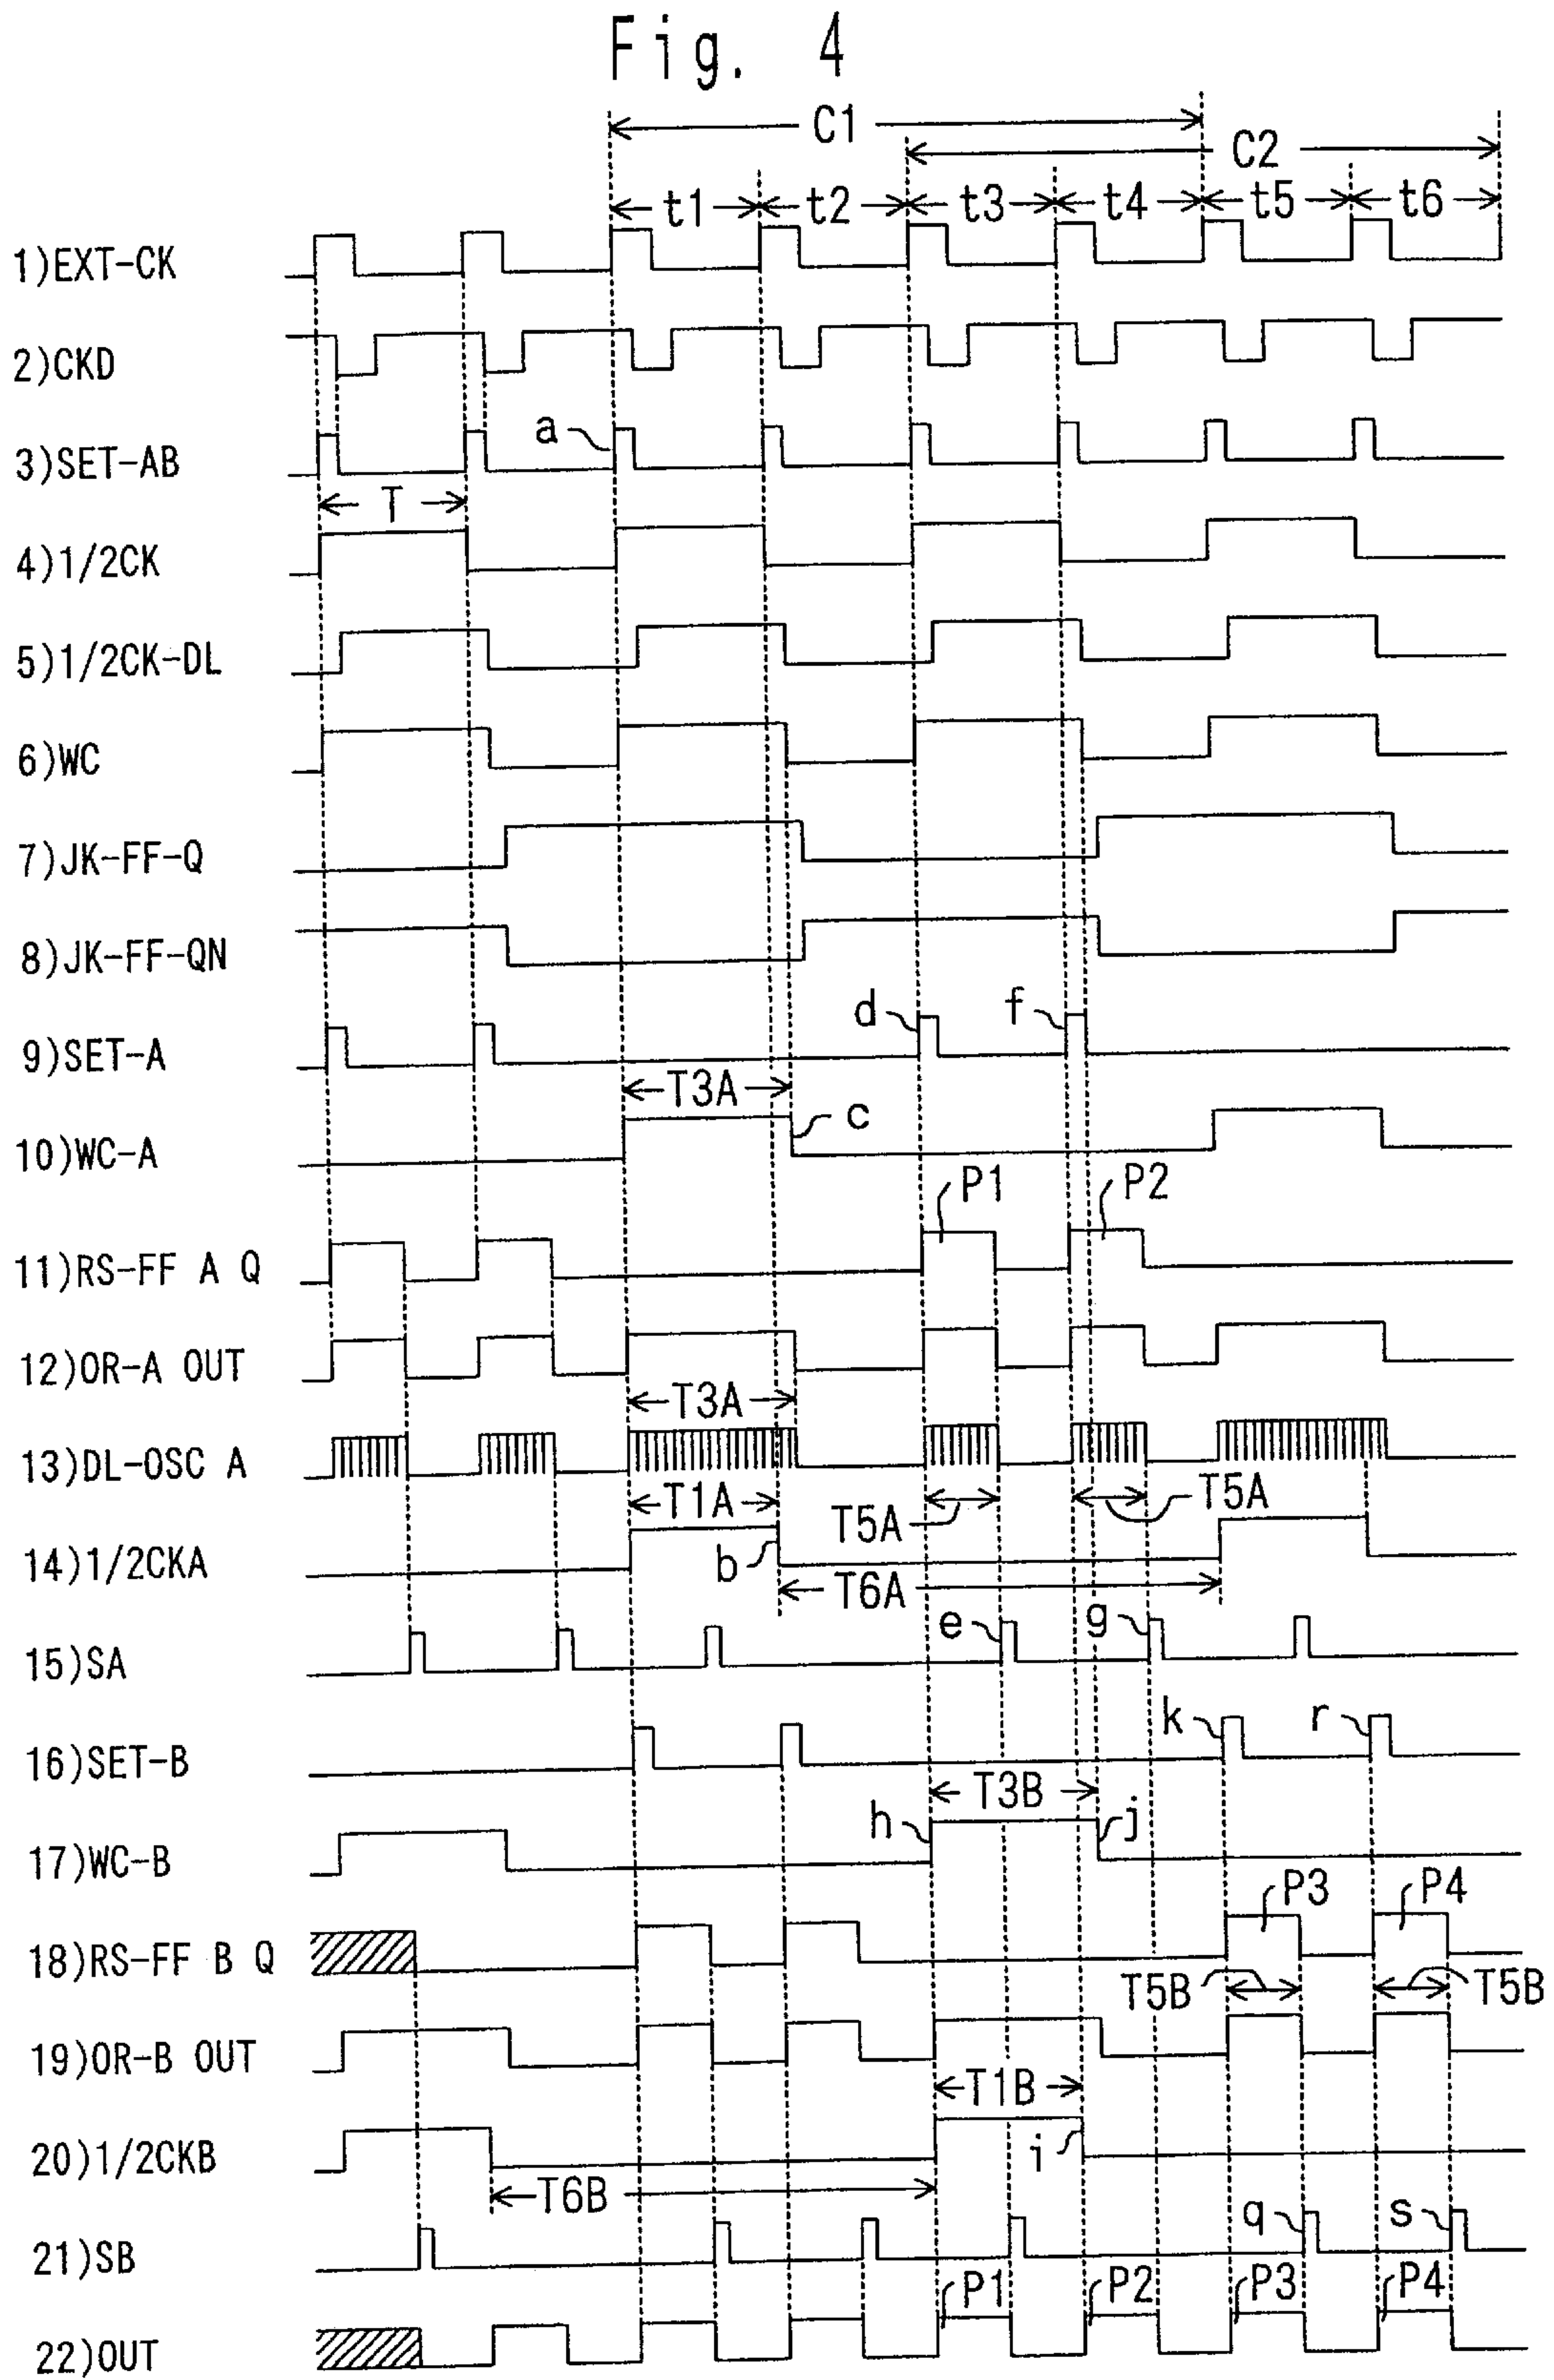 Fig. 4
C1
C2
t1 t2 t3 t4 t5 t6
1)EXT-CK
2)CKD
a
3)SET-AB
T
4)1/2CK
5)1/2CK-DL
6)WC
7)JK-FF-Q
8)JK-FF-QN
d f
9)SET-A
T3A
c
10)WC-A
P1 P2
11)RS-FF A Q
12)OR-A OUT
T3A
13)DL-OSC A
T1A T5A T5A
b
14)1/2CKA
T6A
e g
15)SA
k r
16)SET-B
T3B
h j
17)WC-B
P3 P4
18)RS-FF B Q
T5B T5B
19)OR-B OUT
T1B
i
20)1/2CKB
T6B
q s
21)SB
P1 P2 P3 P4
22)OUT